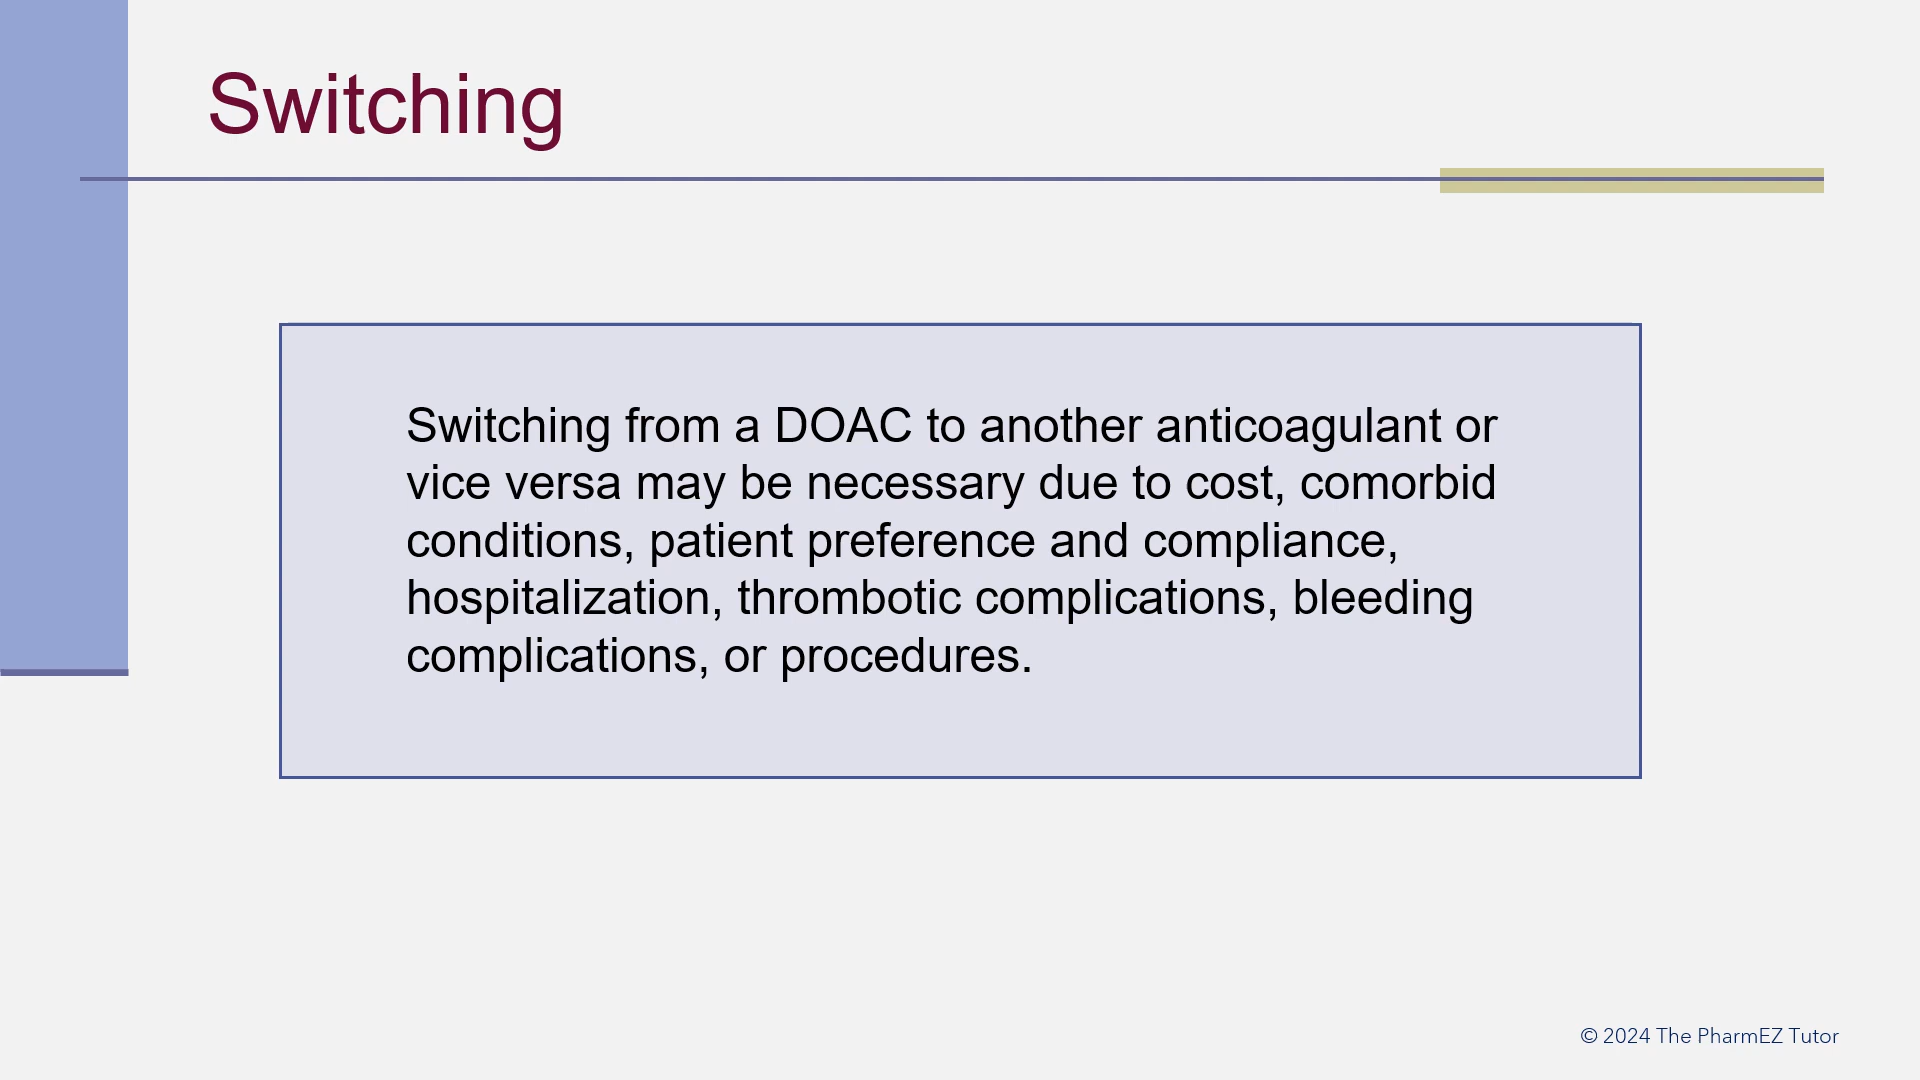 Switching
Switching from a DOAC to another anticoagulant or
vice versa may be necessary due to cost, comorbid
conditions, patient preference and compliance,
hospitalization, thrombotic complications, bleeding
complications, or procedures.
© 2024 The PharmEZ Tutor